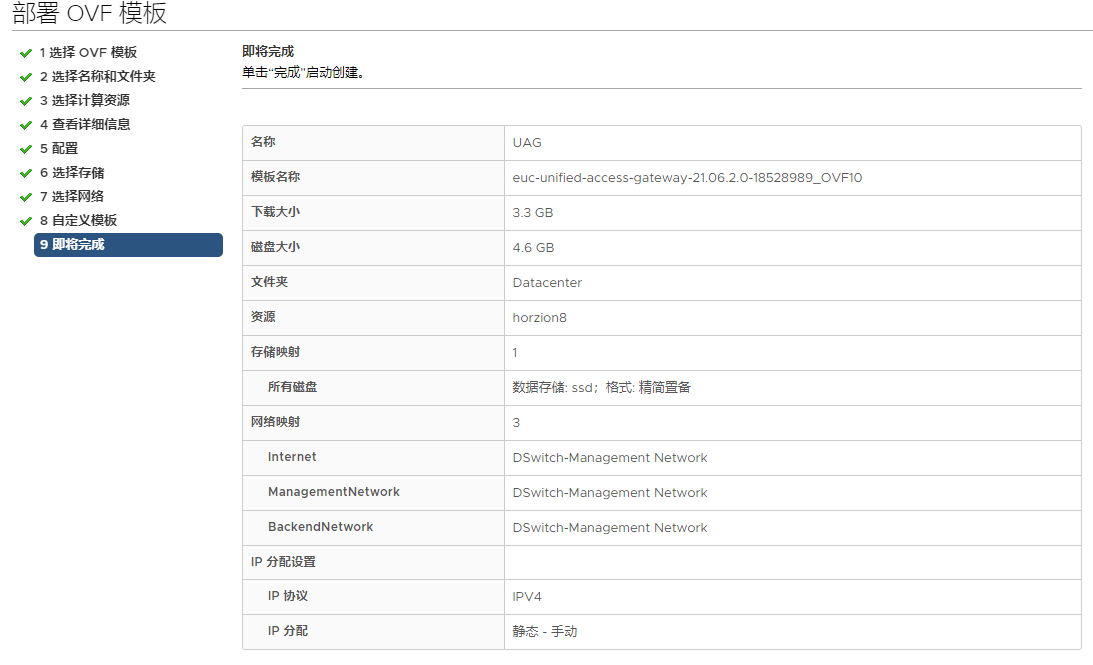 部署 OVF 模板
1 选择 OVF 模板
2 选择名称和文件夹
3 选择计算资源
4 查看详细信息
5 配置
6 选择存储
7 选择网络
8 自定义模板
9 即将完成
即将完成
单击“完成”启动创建。
名称 UAG
模板名称 euc-unified-access-gateway-21.06.2.0-18528989_OVF10
下载大小 3.3 GB
磁盘大小 4.6 GB
文件夹 Datacenter
资源 horzion8
存储映射 1
所有磁盘 数据存储: ssd；格式: 精简置备
网络映射 3
Internet DSwitch-Management Network
ManagementNetwork DSwitch-Management Network
BackendNetwork DSwitch-Management Network
IP 分配设置
IP 协议 IPV4
IP 分配 静态 - 手动